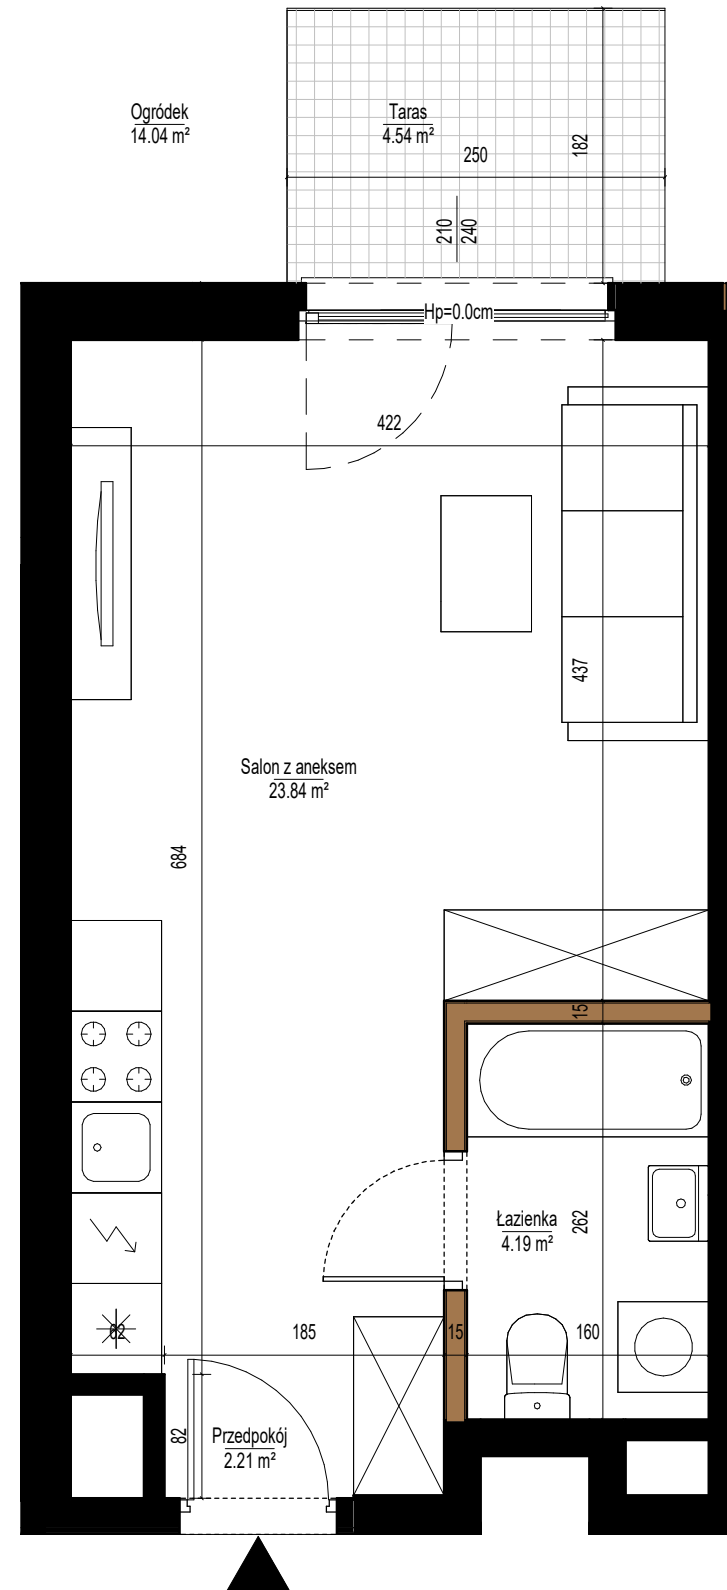 Ogródek
14.04 m²
Taras
4.54 m²
250
182
210
240
Hp=0.0cm
422
437
Salon z aneksem
23.84 m²
684
15
Łazienka
4.19 m²
262
62
185
15
160
82
Przedpokój
2.21 m²